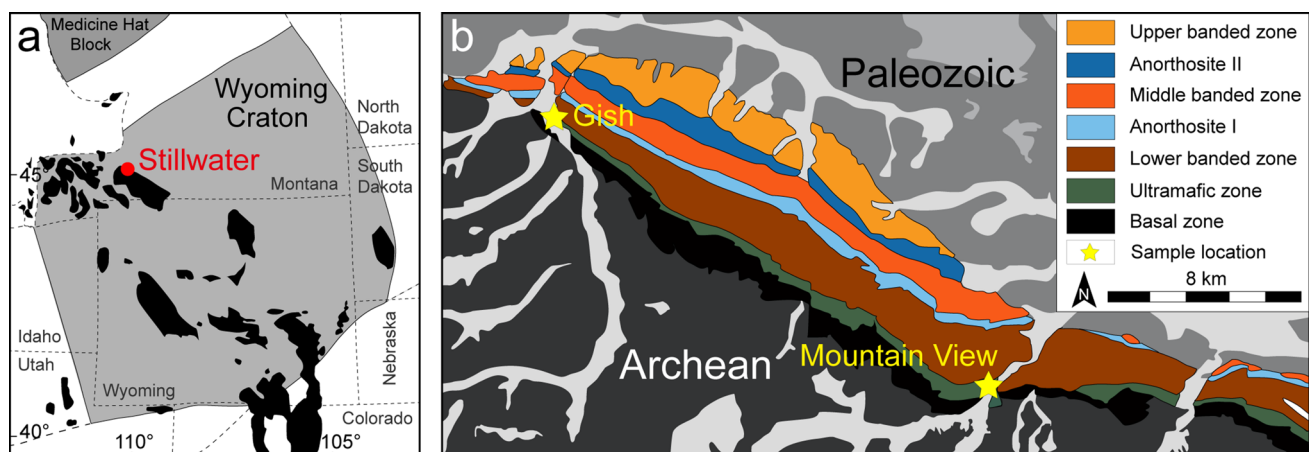 a
Medicine Hat
Block
Wyoming
Craton
North
Dakota
Stillwater
South
Dakota
45°
Montana
Idaho
Utah
Wyoming
Nebraska
Colorado
40°
110°
105°
b
Paleozoic
Gish
Archean
Mountain View
Upper banded zone
Anorthosite II
Middle banded zone
Anorthosite I
Lower banded zone
Ultramafic zone
Basal zone
Sample location
N
8 km